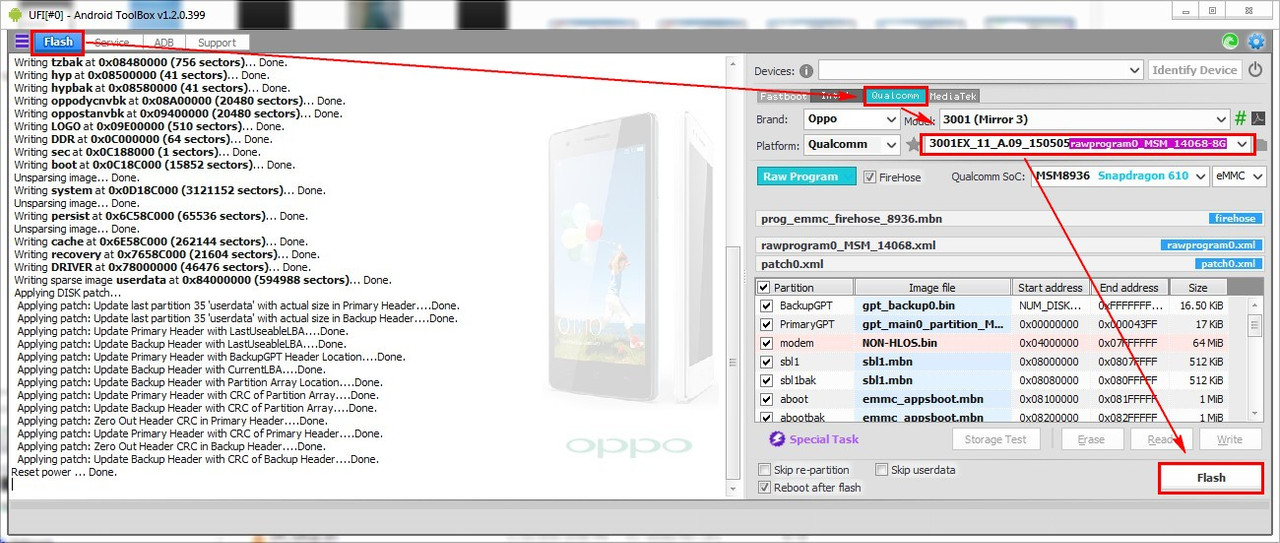 UFI[#0] - Android ToolBox v1.2.0.399
Flash Service ADB Support
Writing tzbak at 0x08480000 (756 sectors)... Done.
Writing hyp at 0x08500000 (41 sectors)... Done.
Writing hypbak at 0x08580000 (41 sectors)... Done.
Writing oppodycnvbk at 0x08A00000 (20480 sectors)... Done.
Writing oppostanvbk at 0x09400000 (20480 sectors)... Done.
Writing LOGO at 0x09E00000 (510 sectors)... Done.
Writing DDR at 0x0C000000 (64 sectors)... Done.
Writing sec at 0x0C188000 (1 sectors)... Done.
Writing boot at 0x0C18C000 (15852 sectors)... Done.
Unsparsing image... Done.
Writing system at 0x0D18C000 (3121152 sectors)... Done.
Unsparsing image... Done.
Writing persist at 0x6C58C000 (65536 sectors)... Done.
Unsparsing image... Done.
Writing cache at 0x6E58C000 (262144 sectors)... Done.
Writing recovery at 0x7658C000 (21604 sectors)... Done.
Writing DRIVER at 0x78000000 (46476 sectors)... Done.
Writing sparse image userdata at 0x84000000 (594988 sectors)... Done.
Applying DISK patch...
Applying patch: Update last partition 35 'userdata' with actual size in Primary Header....Done.
Applying patch: Update last partition 35 'userdata' with actual size in Backup Header....Done.
Applying patch: Update Primary Header with LastUseableLBA....Done.
Applying patch: Update Backup Header with LastUseableLBA....Done.
Applying patch: Update Primary Header with BackupGPT Header Location....Done.
Applying patch: Update Backup Header with CurrentLBA....Done.
Applying patch: Update Backup Header with Partition Array Location....Done.
Applying patch: Update Primary Header with CRC of Partition Array....Done.
Applying patch: Update Backup Header with CRC of Partition Array....Done.
Applying patch: Zero Out Header CRC in Primary Header....Done.
Applying patch: Update Primary Header with CRC of Primary Header....Done.
Applying patch: Zero Out Header CRC in Backup Header....Done.
Applying patch: Update Backup Header with CRC of Backup Header....Done.
Reset power ... Done.
01:10
oppo
Devices: Identify Device
Fastboot Intel Qualcomm MediaTek
Brand: Oppo Model: 3001 (Mirror 3) #
Platform: Qualcomm 3001EX_11_A.09_150505rawprogram0_MSM_14068-8G
Raw Program FireHose Qualcomm SoC: MSM8936 Snapdragon 610 eMMC
prog_emmc_firehose_8936.mbn firehose
rawprogram0_MSM_14068.xml rawprogram0.xml
patch0.xml patch0.xml
Partition Image file Start address End address Size
BackupGPT gpt_backup0.bin NUM_DISK... 0xFFFFFFF... 16.50 KiB
PrimaryGPT gpt_main0_partition_M... 0x00000000 0x000043FF 17 KiB
modem NON-HLOS.bin 0x04000000 0x07FFFFFF 64 MiB
sbl1 sbl1.mbn 0x08000000 0x0807FFFF 512 KiB
sbl1bak sbl1.mbn 0x08080000 0x080FFFFF 512 KiB
aboot emmc_appsboot.mbn 0x08100000 0x081FFFFF 1 MiB
abootbak emmc_appsboot.mbn 0x08200000 0x082FFFFF 1 MiB
Special Task Storage Test Erase Read Write
Skip re-partition Skip userdata
Reboot after flash
Flash